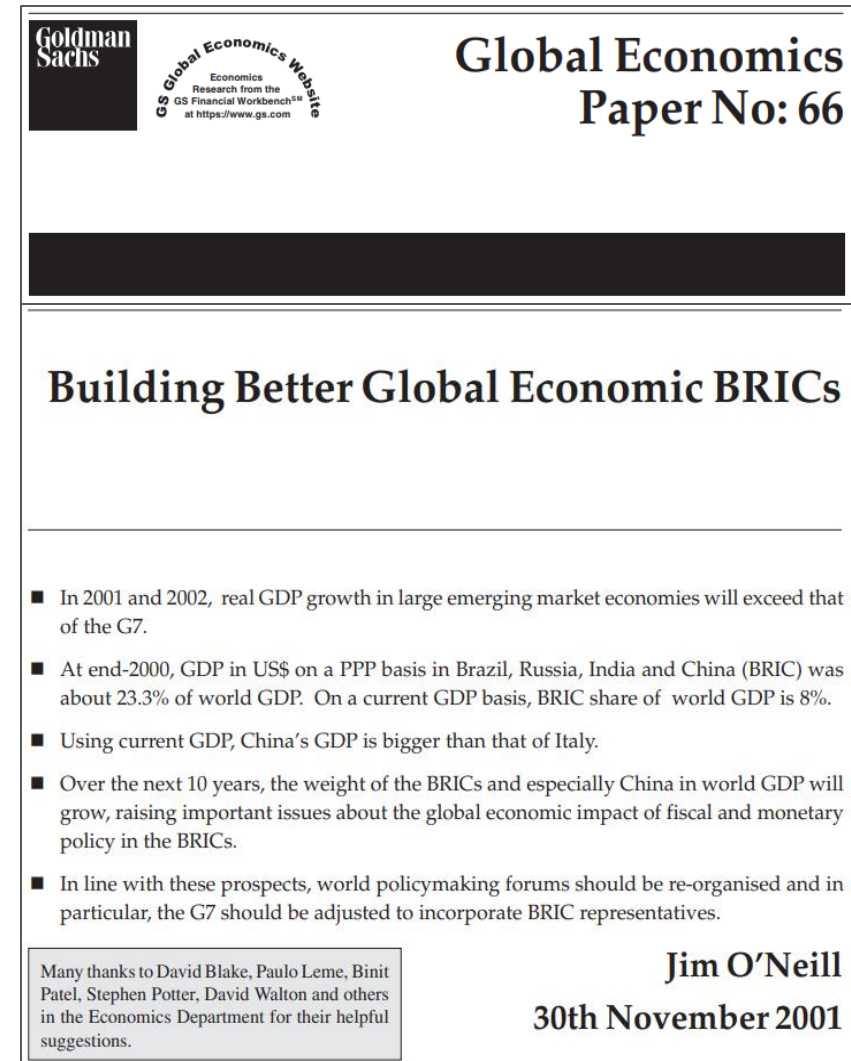 Goldman
Sachs
GS Global Economics Website
Economics
Research from the
GS Financial Workbench℠
at https://www.gs.com
Global Economics
Paper No: 66
Building Better Global Economic BRICs
■ In 2001 and 2002, real GDP growth in large emerging market economies will exceed that
of the G7.
■ At end-2000, GDP in US$ on a PPP basis in Brazil, Russia, India and China (BRIC) was
about 23.3% of world GDP. On a current GDP basis, BRIC share of world GDP is 8%.
■ Using current GDP, China's GDP is bigger than that of Italy.
■ Over the next 10 years, the weight of the BRICs and especially China in world GDP will
grow, raising important issues about the global economic impact of fiscal and monetary
policy in the BRICs.
■ In line with these prospects, world policymaking forums should be re-organised and in
particular, the G7 should be adjusted to incorporate BRIC representatives.
Many thanks to David Blake, Paulo Leme, Binit
Patel, Stephen Potter, David Walton and others
in the Economics Department for their helpful
suggestions.
Jim O'Neill
30th November 2001